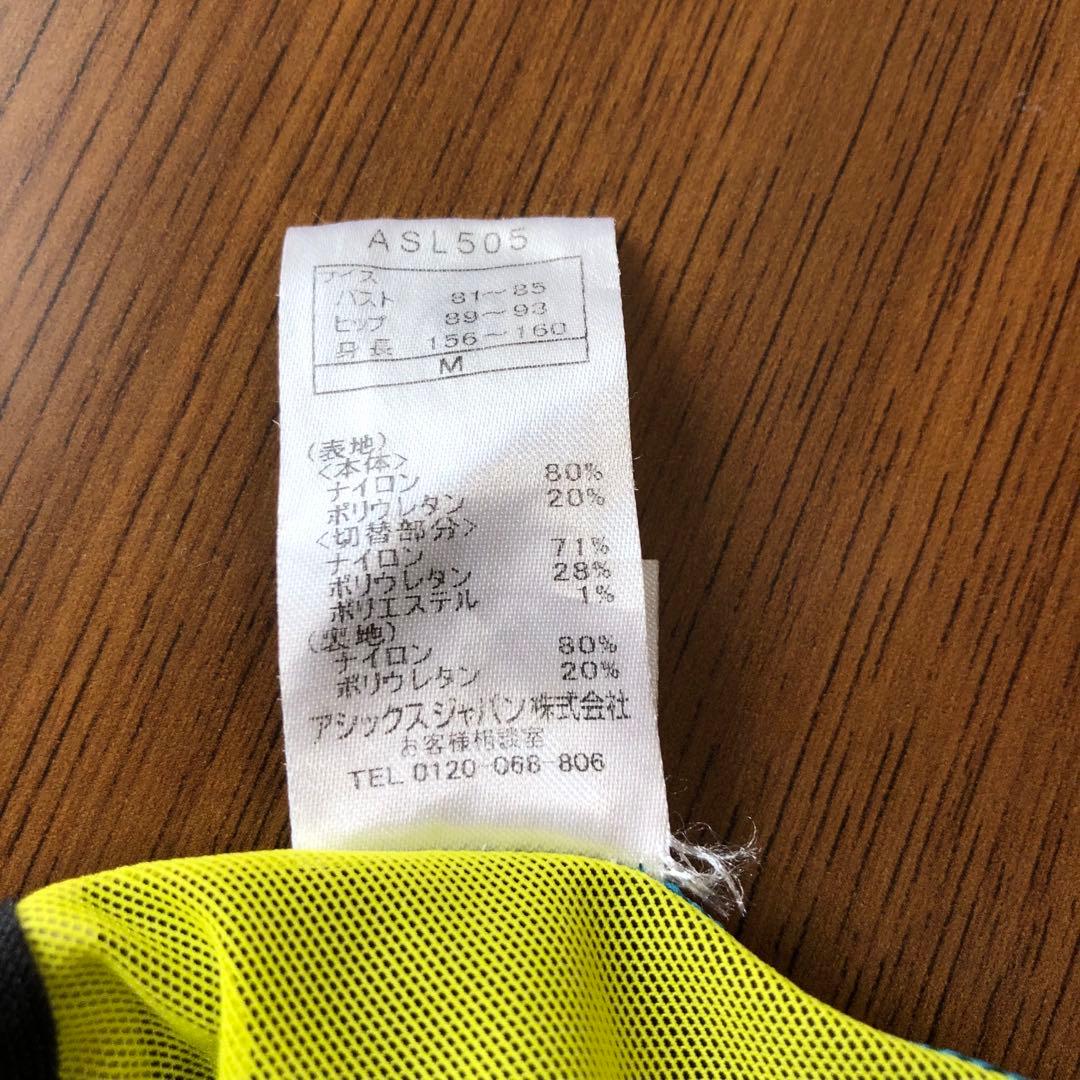 ASL505
サイズ
バスト 81～85
ヒップ 89～93
身長 156～160
M
(表地)
<本体>
ナイロン 80%
ポリウレタン 20%
<切替部分>
ナイロン 71%
ポリウレタン 28%
ポリエステル 1%
(裏地)
ナイロン 80%
ポリウレタン 20%
アシックスジャパン株式会社
お客様相談室
TEL 0120-068-806